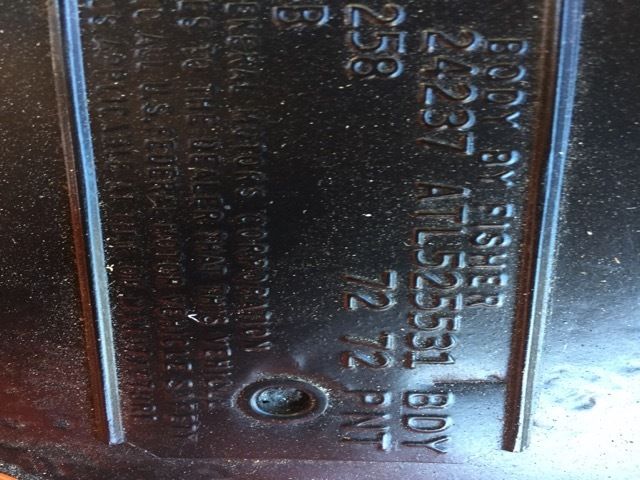 BODY BY FISHER
24237 ATL525531 BDY
258 72 72 PNT
B
GENERAL MOTORS CORPORATION
TO THE DEALER THAT THIS VEHICLE
TO ALL U.S. FEDERAL MOTOR VEHICLE SAFETY